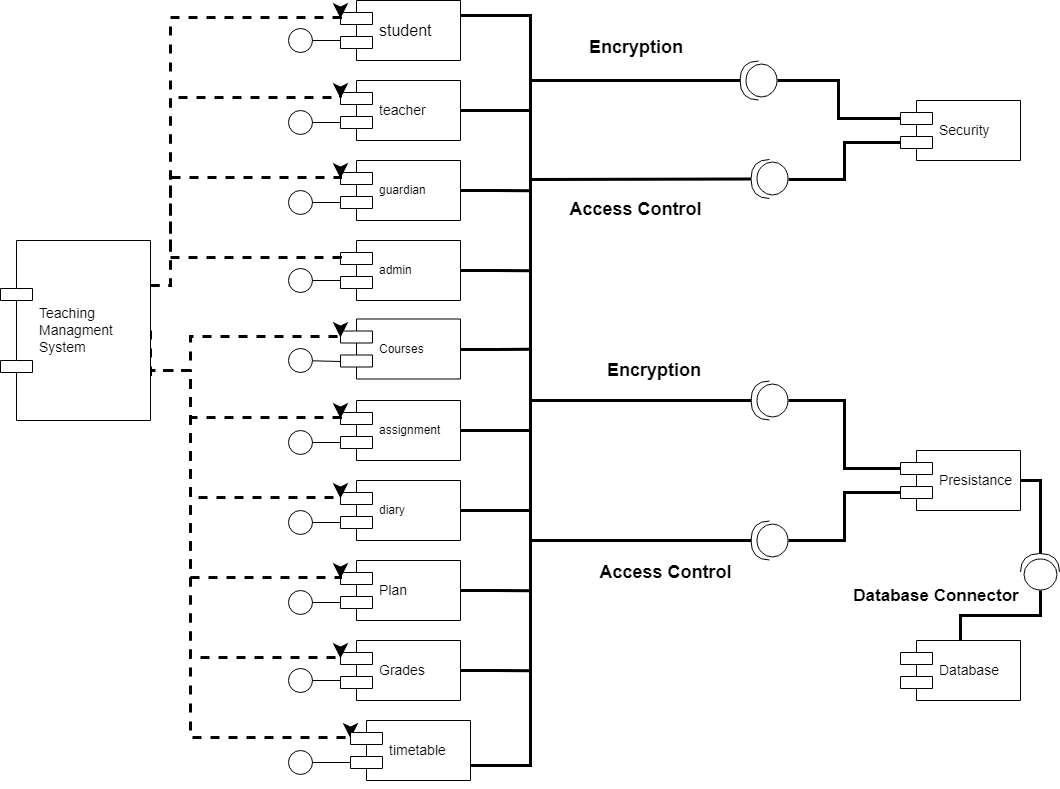 student
Encryption
teacher
Security
guardian
Access Control
admin
Teaching
Managment
System
Courses
Encryption
assignment
Presistance
diary
Access Control
Plan
Database Connector
Grades
Database
timetable